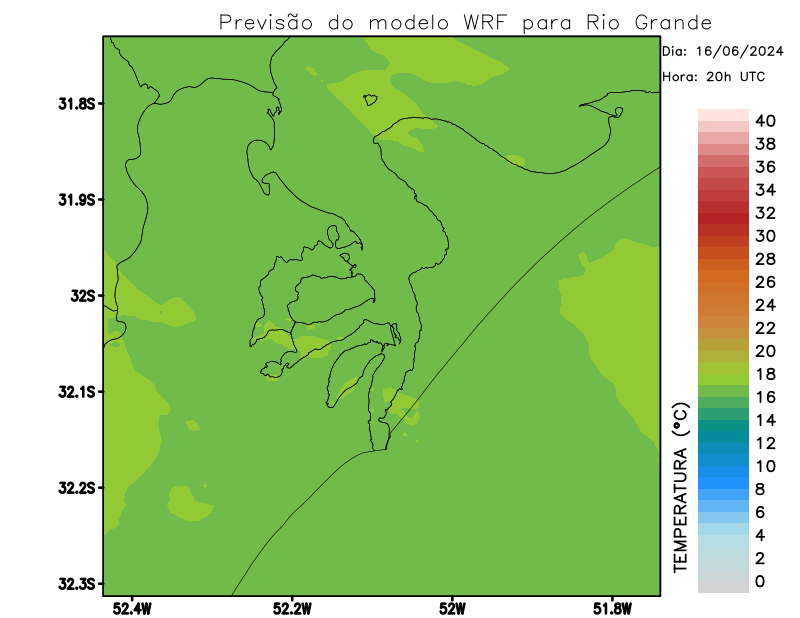 Previsão do modelo WRF para Rio Grande
Dia: 16/06/2024
Hora: 20h UTC
31.8S
31.9S
32S
32.1S
32.2S
32.3S
52.4W
52.2W
52W
51.8W
TEMPERATURA (°C)
40
38
36
34
32
30
28
26
24
22
20
18
16
14
12
10
8
6
4
2
0